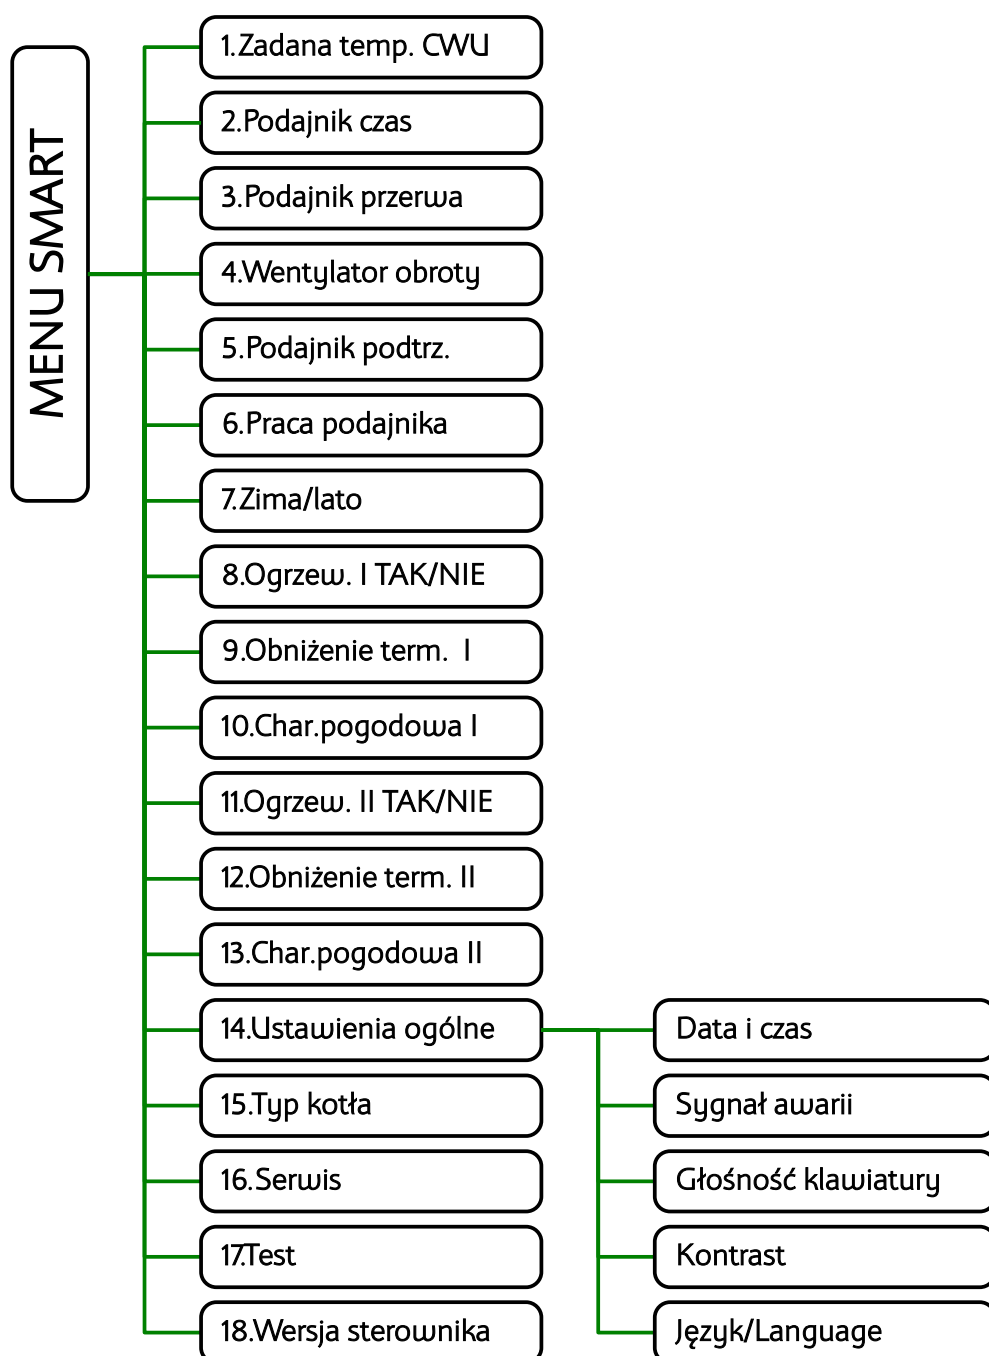 MENU SMART
1.Zadana temp. CWU
2.Podajnik czas
3.Podajnik przerwa
4.Wentylator obroty
5.Podajnik podtrz.
6.Praca podajnika
7.Zima/lato
8.Ogrzew. I TAK/NIE
9.Obniżenie term. I
10.Char.pogodowa I
11.Ogrzew. II TAK/NIE
12.Obniżenie term. II
13.Char.pogodowa II
14.Ustawienia ogólne
Data i czas
15.Typ kotła
Sygnał awarii
16.Serwis
Głośność klawiatury
17.Test
Kontrast
18.Wersja sterownika
Język/Language